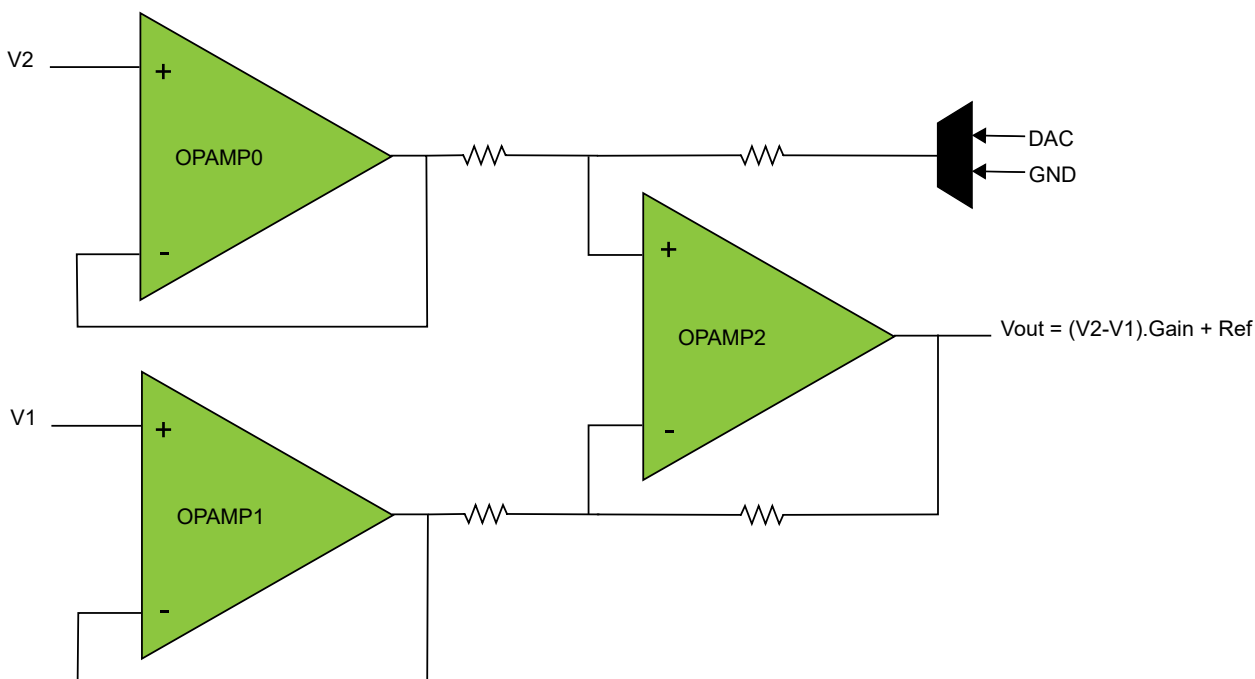 V2
+
OPAMP0
-
DAC
GND
+
OPAMP2
-
Vout = (V2-V1).Gain + Ref
V1
+
OPAMP1
-